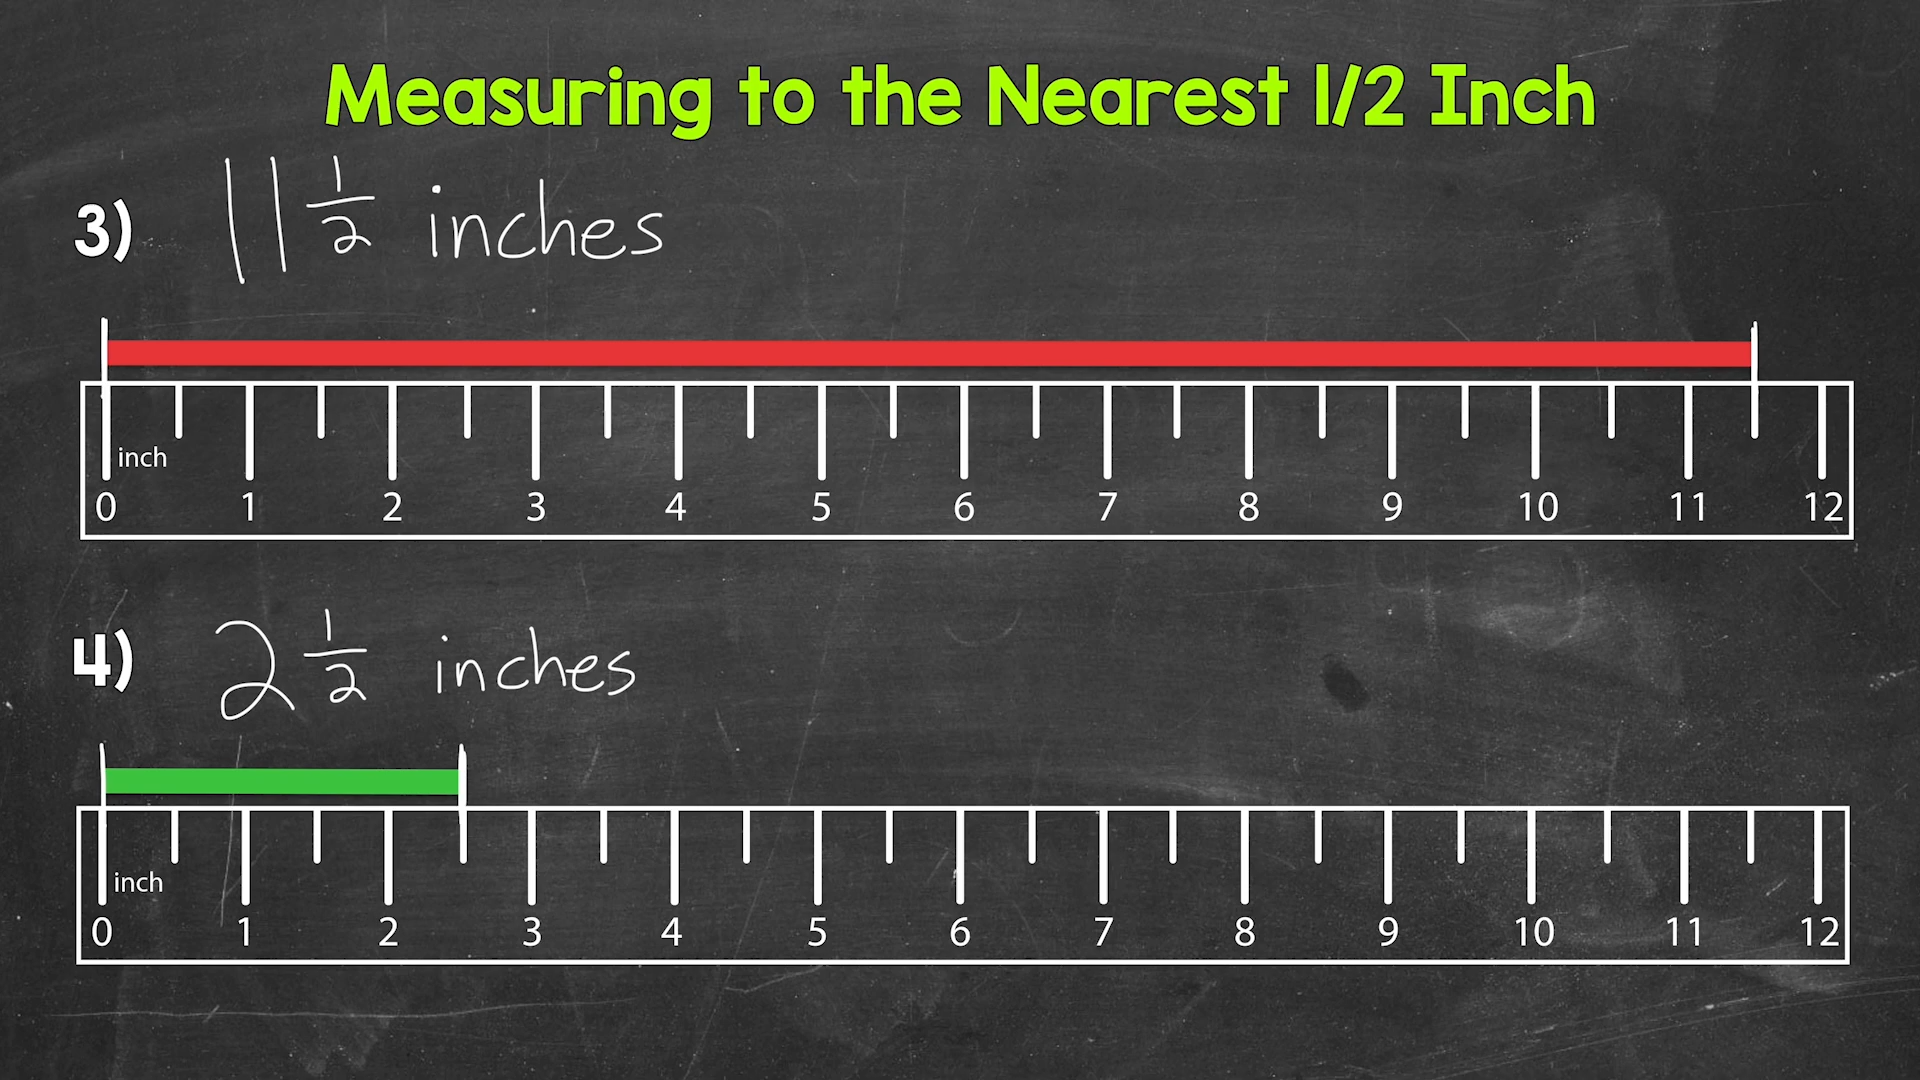 Measuring to the Nearest 1/2 Inch
3) 11 1/2 inches
inch
0 1 2 3 4 5 6 7 8 9 10 11 12
4) 2 1/2 inches
inch
0 1 2 3 4 5 6 7 8 9 10 11 12